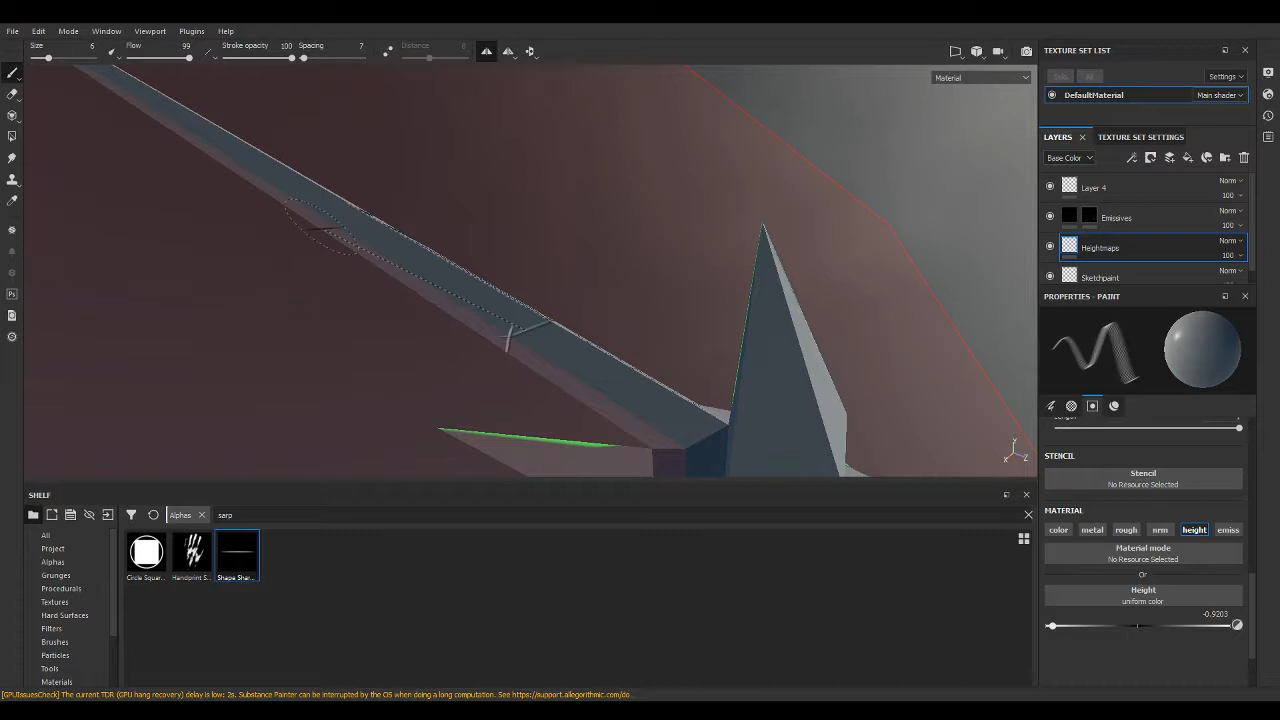 File Edit Mode Window Viewport Plugins Help
Size 6 Flow 99 Stroke opacity 100 Spacing 7 Distance 8
Material
TEXTURE SET LIST
Solo All Settings
DefaultMaterial Main shader
LAYERS TEXTURE SET SETTINGS
Base Color
Layer 4 Norm 100
Emissives Norm 100
Heightmaps Norm 100
Sketchpaint Norm
PROPERTIES - PAINT
STENCIL
Stencil
No Resource Selected
MATERIAL
color metal rough nrm height emiss
Material mode
No Resource Selected
Or
Height
uniform color
-0.9203
Y
X Z
SHELF
Alphas sarp
All
Project
Alphas
Grunges
Procedurals
Textures
Hard Surfaces
Filters
Brushes
Particles
Tools
Materials
Circle Squar... Handprint S... Shape Shar...
Ps
[GPUIssuesCheck] The current TDR (GPU hang recovery) delay is low: 2s. Substance Painter can be interrupted by the OS when doing a long computation. See https://support.allegorithmic.com/do...